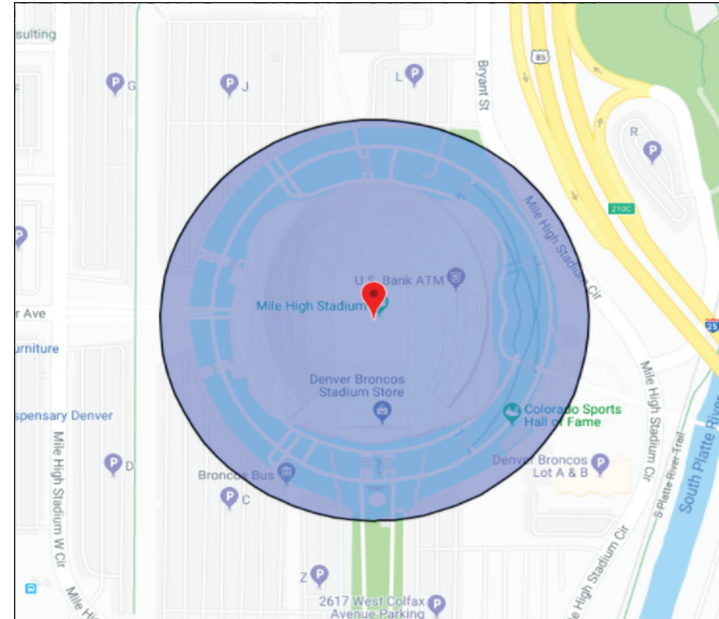 sulting
P G
P J
L P
Bryant St
85
R
P
210C
P
Mile High Stadium Cir
U.S. Bank ATM
Mile High Stadium
r Ave
25
urniture
Denver Broncos
Stadium Store
spensary Denver
Colorado Sports
Hall of Fame
Mile High Stadium Cir
South Platte River
S Platte River Trail
Mile High Stadium W Cir
P D
Broncos Bus
Denver Broncos
Lot A & B
P
P C
Z P
e High Stadium Cir
Mile Hi
2617 West Colfax
Avenue Parking
P